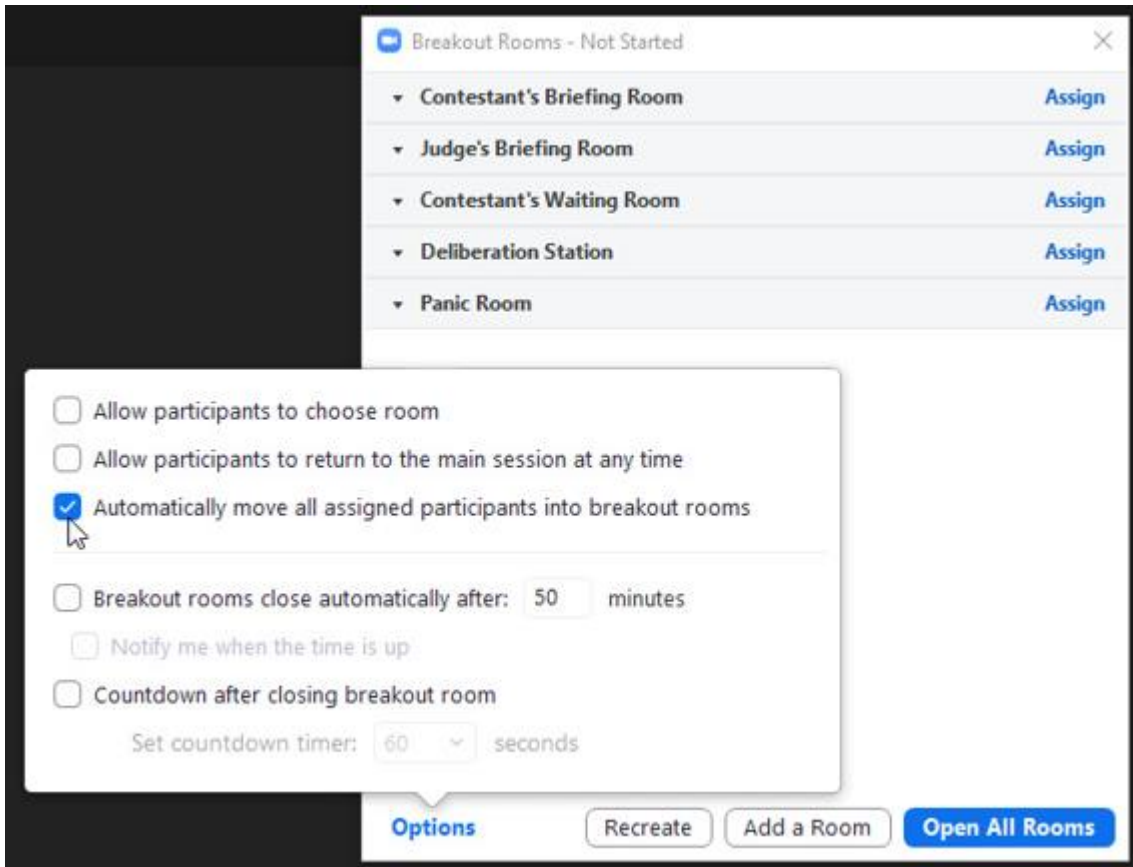 Breakout Rooms - Not Started
Contestant's Briefing Room Assign
Judge's Briefing Room Assign
Contestant's Waiting Room Assign
Deliberation Station Assign
Panic Room Assign
Allow participants to choose room
Allow participants to return to the main session at any time
Automatically move all assigned participants into breakout rooms
Breakout rooms close automatically after: 50 minutes
Notify me when the time is up
Countdown after closing breakout room
Set countdown timer: 60 seconds
Options Recreate Add a Room Open All Rooms